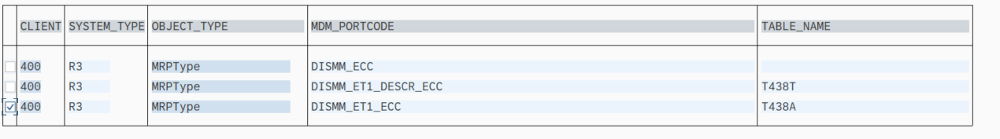 CLIENT SYSTEM_TYPE OBJECT_TYPE MDM_PORTCODE TABLE_NAME
400 R3 MRPType DISMM_ECC
400 R3 MRPType DISMM_ET1_DESCR_ECC T438T
400 R3 MRPType DISMM_ET1_ECC T438A